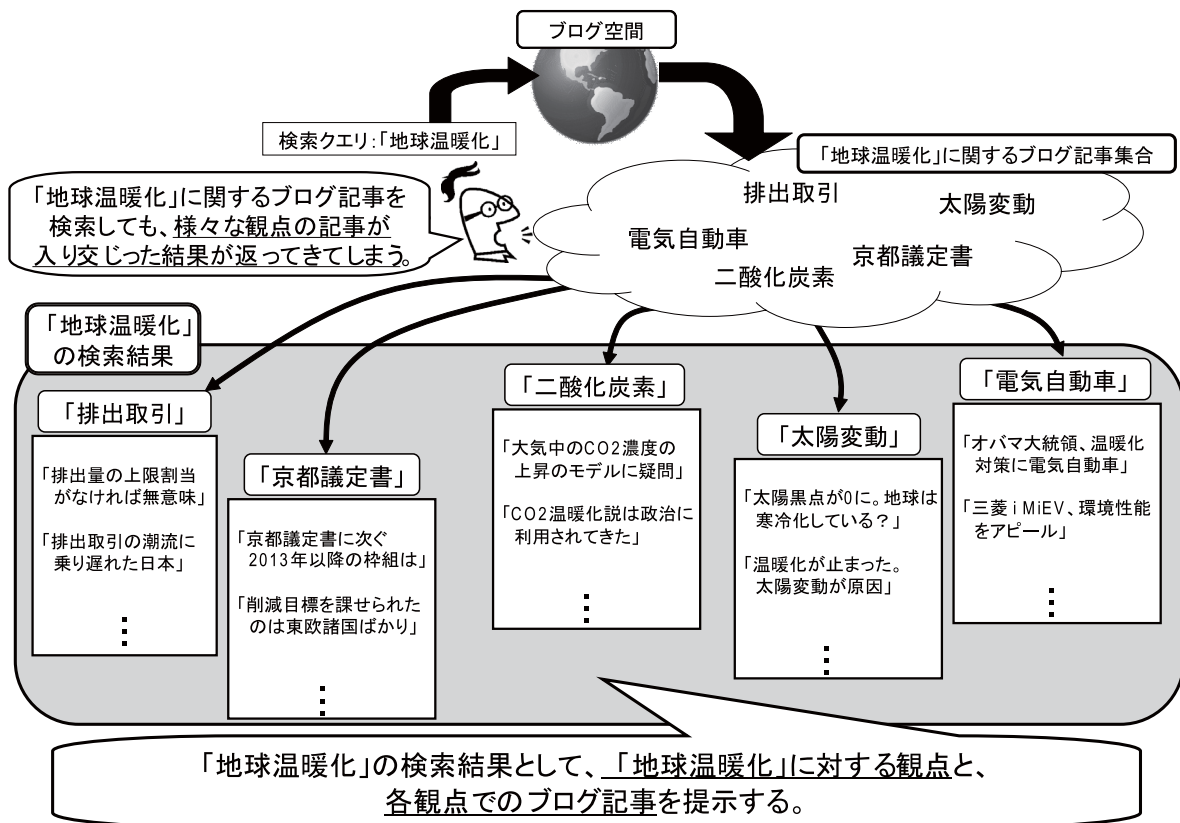 ブログ空間
検索クエリ:「地球温暖化」
「地球温暖化」に関するブログ記事集合
「地球温暖化」に関するブログ記事を
検索しても、様々な観点の記事が
入り交じった結果が返ってきてしまう。
排出取引
太陽変動
電気自動車
京都議定書
二酸化炭素
「地球温暖化」
の検索結果
「排出取引」
「排出量の上限割当
がなければ無意味」
「排出取引の潮流に
乗り遅れた日本」
⋮
「京都議定書」
「京都議定書に次ぐ
2013年以降の枠組は」
「削減目標を課せられた
のは東欧諸国ばかり」
⋮
「二酸化炭素」
「大気中のCO2濃度の
上昇のモデルに疑問」
「CO2温暖化説は政治に
利用されてきた」
⋮
「太陽変動」
「太陽黒点が0に。地球は
寒冷化している?」
「温暖化が止まった。
太陽変動が原因」
⋮
「電気自動車」
「オバマ大統領、温暖化
対策に電気自動車」
「三菱 i MiEV、環境性能
をアピール」
⋮
「地球温暖化」の検索結果として、「地球温暖化」に対する観点と、
各観点でのブログ記事を提示する。